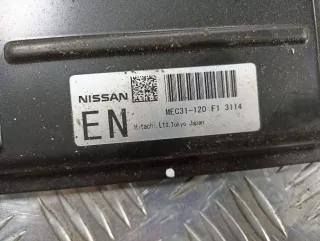 NISSAN
MEC31-120 F1 3114
EN
Hitachi,Ltd.Tokyo Japan